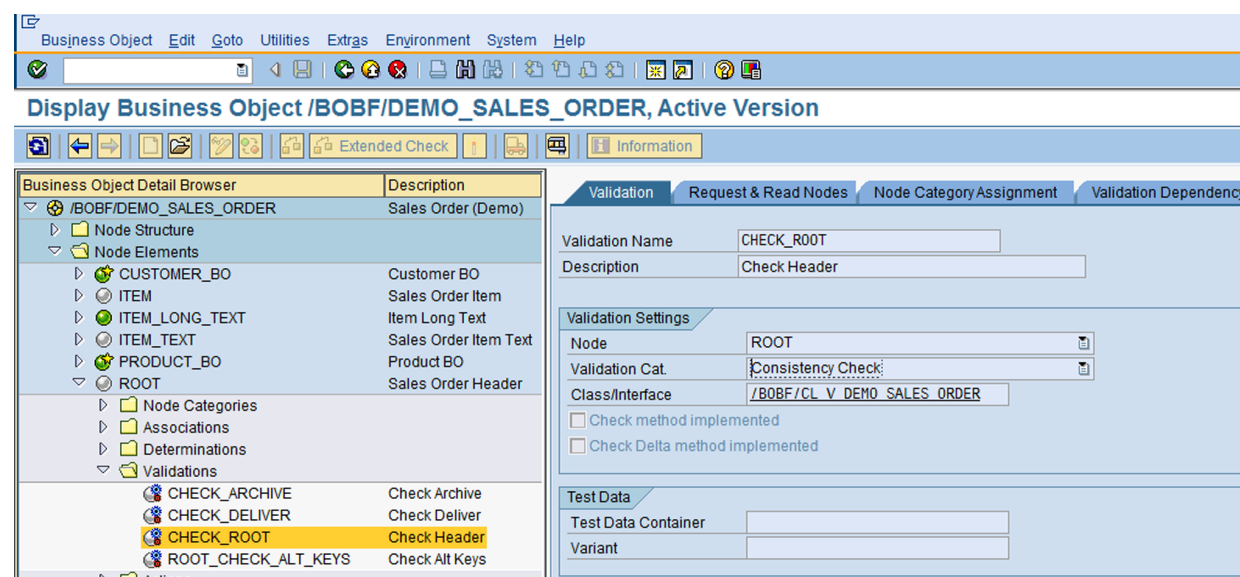 Business Object Edit Goto Utilities Extras Environment System Help
Display Business Object /BOBF/DEMO_SALES_ORDER, Active Version
Extended Check Information
Business Object Detail Browser Description
/BOBF/DEMO_SALES_ORDER Sales Order (Demo)
Node Structure
Node Elements
CUSTOMER_BO Customer BO
ITEM Sales Order Item
ITEM_LONG_TEXT Item Long Text
ITEM_TEXT Sales Order Item Text
PRODUCT_BO Product BO
ROOT Sales Order Header
Node Categories
Associations
Determinations
Validations
CHECK_ARCHIVE Check Archive
CHECK_DELIVER Check Deliver
CHECK_ROOT Check Header
ROOT_CHECK_ALT_KEYS Check Alt Keys
Validation Request & Read Nodes Node Category Assignment Validation Dependency
Validation Name CHECK_ROOT
Description Check Header
Validation Settings
Node ROOT
Validation Cat. Consistency Check
Class/Interface /BOBF/CL_V_DEMO_SALES_ORDER
Check method implemented
Check Delta method implemented
Test Data
Test Data Container
Variant